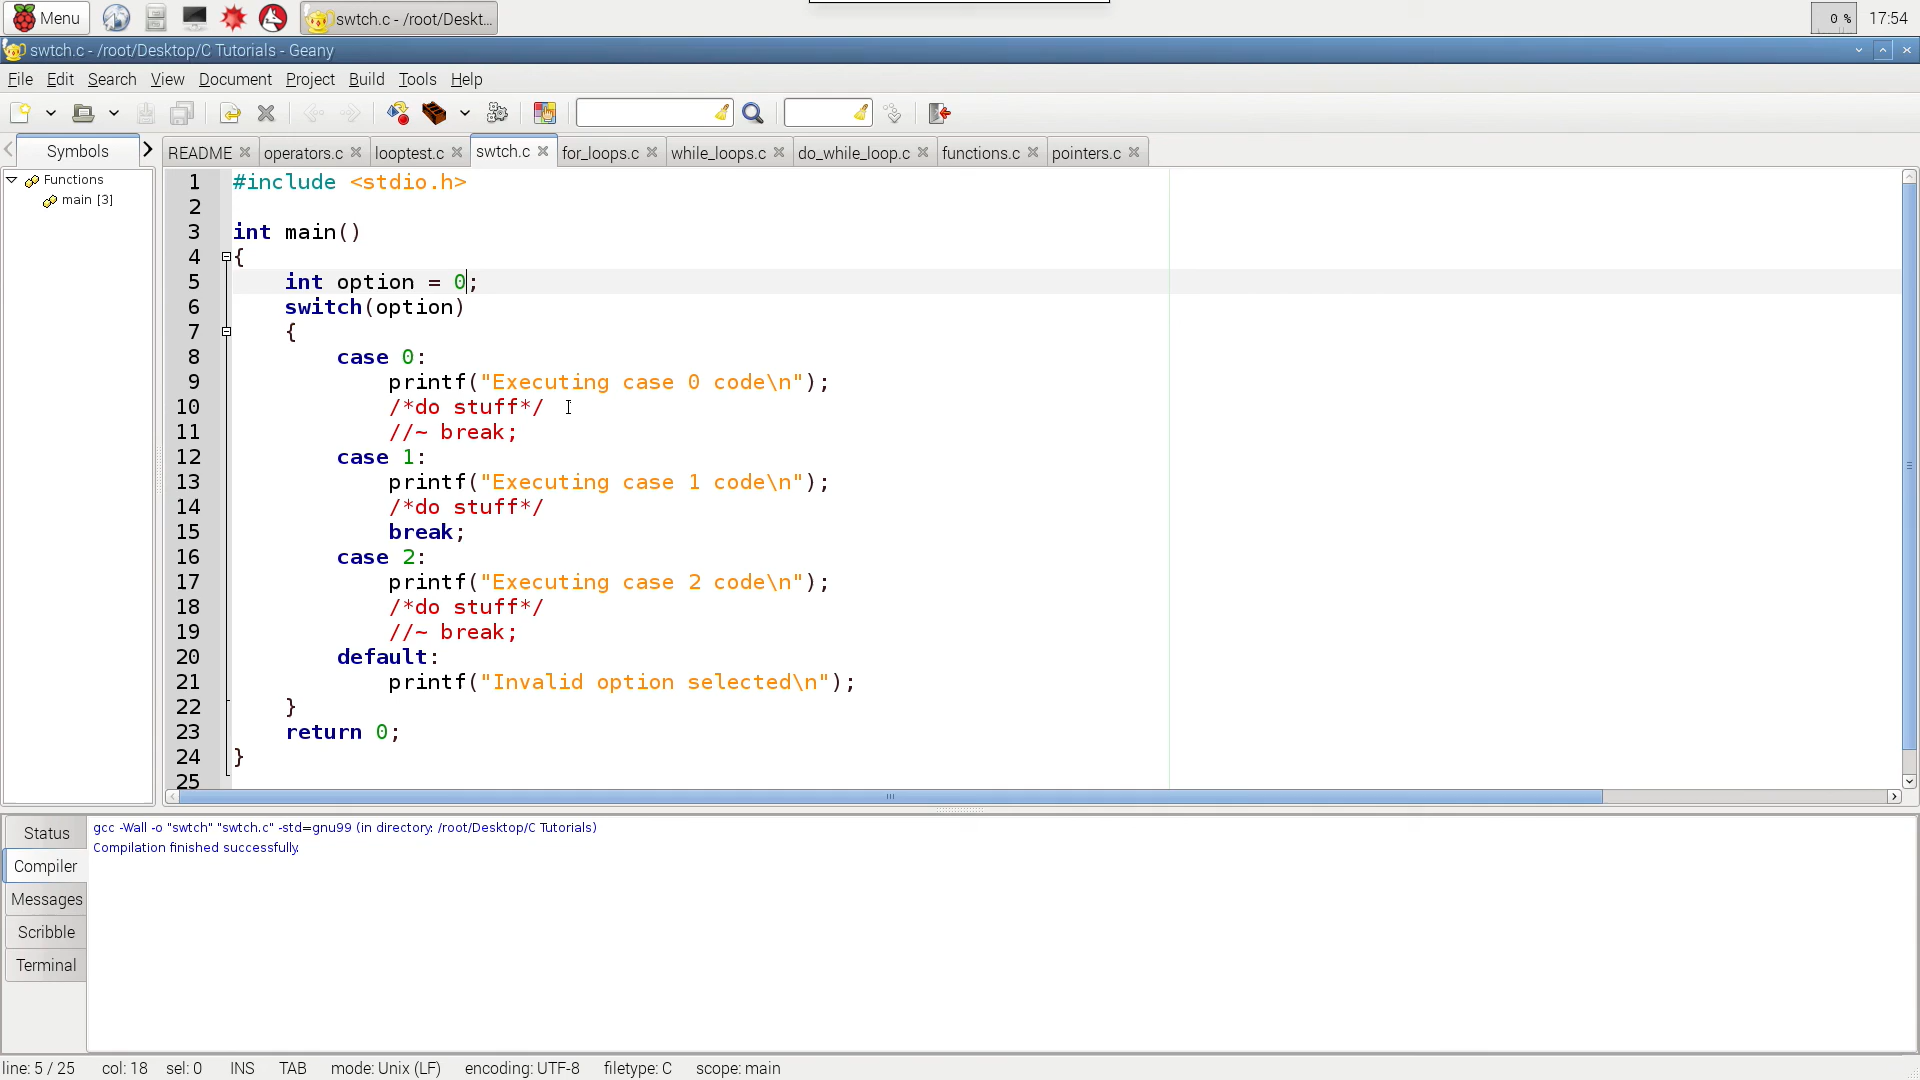 Menu swtch.c - /root/Deskt... 0 % 17:54
swtch.c - /root/Desktop/C Tutorials - Geany
File Edit Search View Document Project Build Tools Help
Symbols README operators.c looptest.c swtch.c for_loops.c while_loops.c do_while_loop.c functions.c pointers.c
Functions
main [3]
1 #include <stdio.h>
2
3 int main()
4 {
5 int option = 0;
6 switch(option)
7 {
8 case 0:
9 printf("Executing case 0 code\n");
10 /*do stuff*/
11 //~ break;
12 case 1:
13 printf("Executing case 1 code\n");
14 /*do stuff*/
15 break;
16 case 2:
17 printf("Executing case 2 code\n");
18 /*do stuff*/
19 //~ break;
20 default:
21 printf("Invalid option selected\n");
22 }
23 return 0;
24 }
25
Status
Compiler
Messages
Scribble
Terminal
gcc -Wall -o "swtch" "swtch.c" -std=gnu99 (in directory: /root/Desktop/C Tutorials)
Compilation finished successfully.
line: 5 / 25 col: 18 sel: 0 INS TAB mode: Unix (LF) encoding: UTF-8 filetype: C scope: main